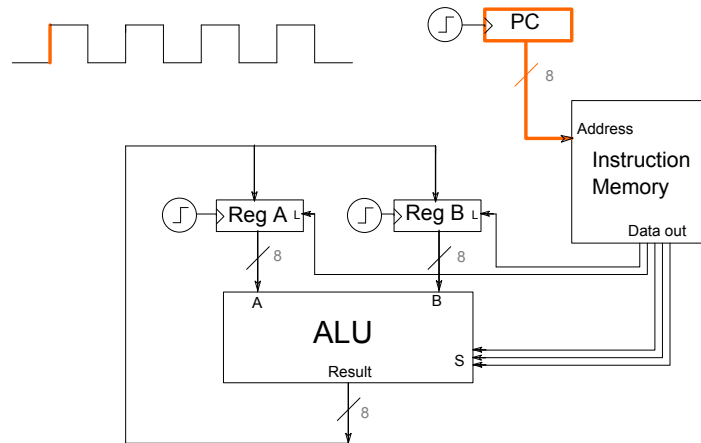 PC
8
Address
Instruction
Memory
Data out
Reg A L
Reg B L
8
8
A
B
ALU
S
Result
8